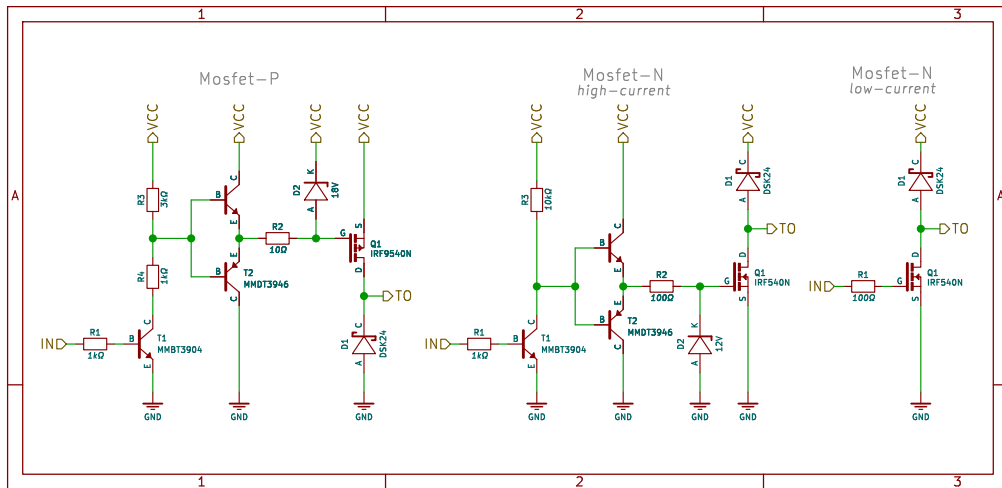 1
2
3
A
A
Mosfet-P
VCC
VCC
VCC
VCC
R3
3kΩ
R4
1kΩ
IN
R1
1kΩ
B
C
E
T1
MMBT3904
GND
B
C
E
B
E
C
T2
MMDT3946
GND
R2
10Ω
D2
K
A
18V
G
S
D
Q1
IRF9540N
TO
D1
C
A
DSK24
GND
Mosfet-N
high-current
VCC
VCC
VCC
R3
10kΩ
IN
R1
1kΩ
B
C
E
T1
MMBT3904
GND
B
C
E
B
E
C
T2
MMDT3946
GND
R2
100Ω
D2
K
A
12V
GND
D1
C
A
DSK24
TO
G
D
S
Q1
IRF540N
GND
Mosfet-N
low-current
VCC
D1
C
A
DSK24
TO
IN
R1
100Ω
G
D
S
Q1
IRF540N
GND
1
2
3